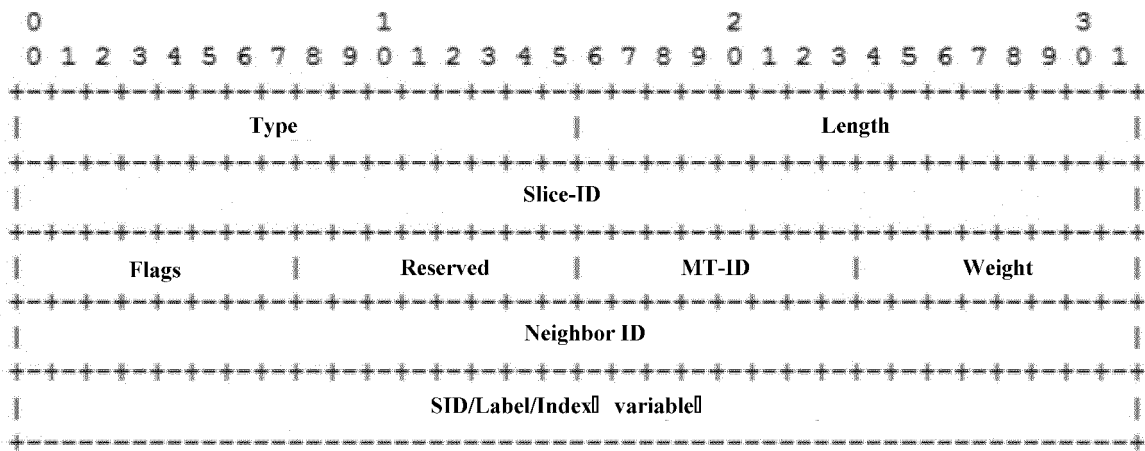 0 1 2 3
0 1 2 3 4 5 6 7 8 9 0 1 2 3 4 5 6 7 8 9 0 1 2 3 4 5 6 7 8 9 0 1
+-+-+-+-+-+-+-+-+-+-+-+-+-+-+-+-+-+-+-+-+-+-+-+-+-+-+-+-+-+-+-+-+
| Type | Length |
+-+-+-+-+-+-+-+-+-+-+-+-+-+-+-+-+-+-+-+-+-+-+-+-+-+-+-+-+-+-+-+-+
| Slice-ID |
+-+-+-+-+-+-+-+-+-+-+-+-+-+-+-+-+-+-+-+-+-+-+-+-+-+-+-+-+-+-+-+-+
| Flags | Reserved | MT-ID | Weight |
+-+-+-+-+-+-+-+-+-+-+-+-+-+-+-+-+-+-+-+-+-+-+-+-+-+-+-+-+-+-+-+-+
| Neighbor ID |
+-+-+-+-+-+-+-+-+-+-+-+-+-+-+-+-+-+-+-+-+-+-+-+-+-+-+-+-+-+-+-+-+
| SID/Label/Index▯ variable▯ |
+---------------------------------------------------------------+